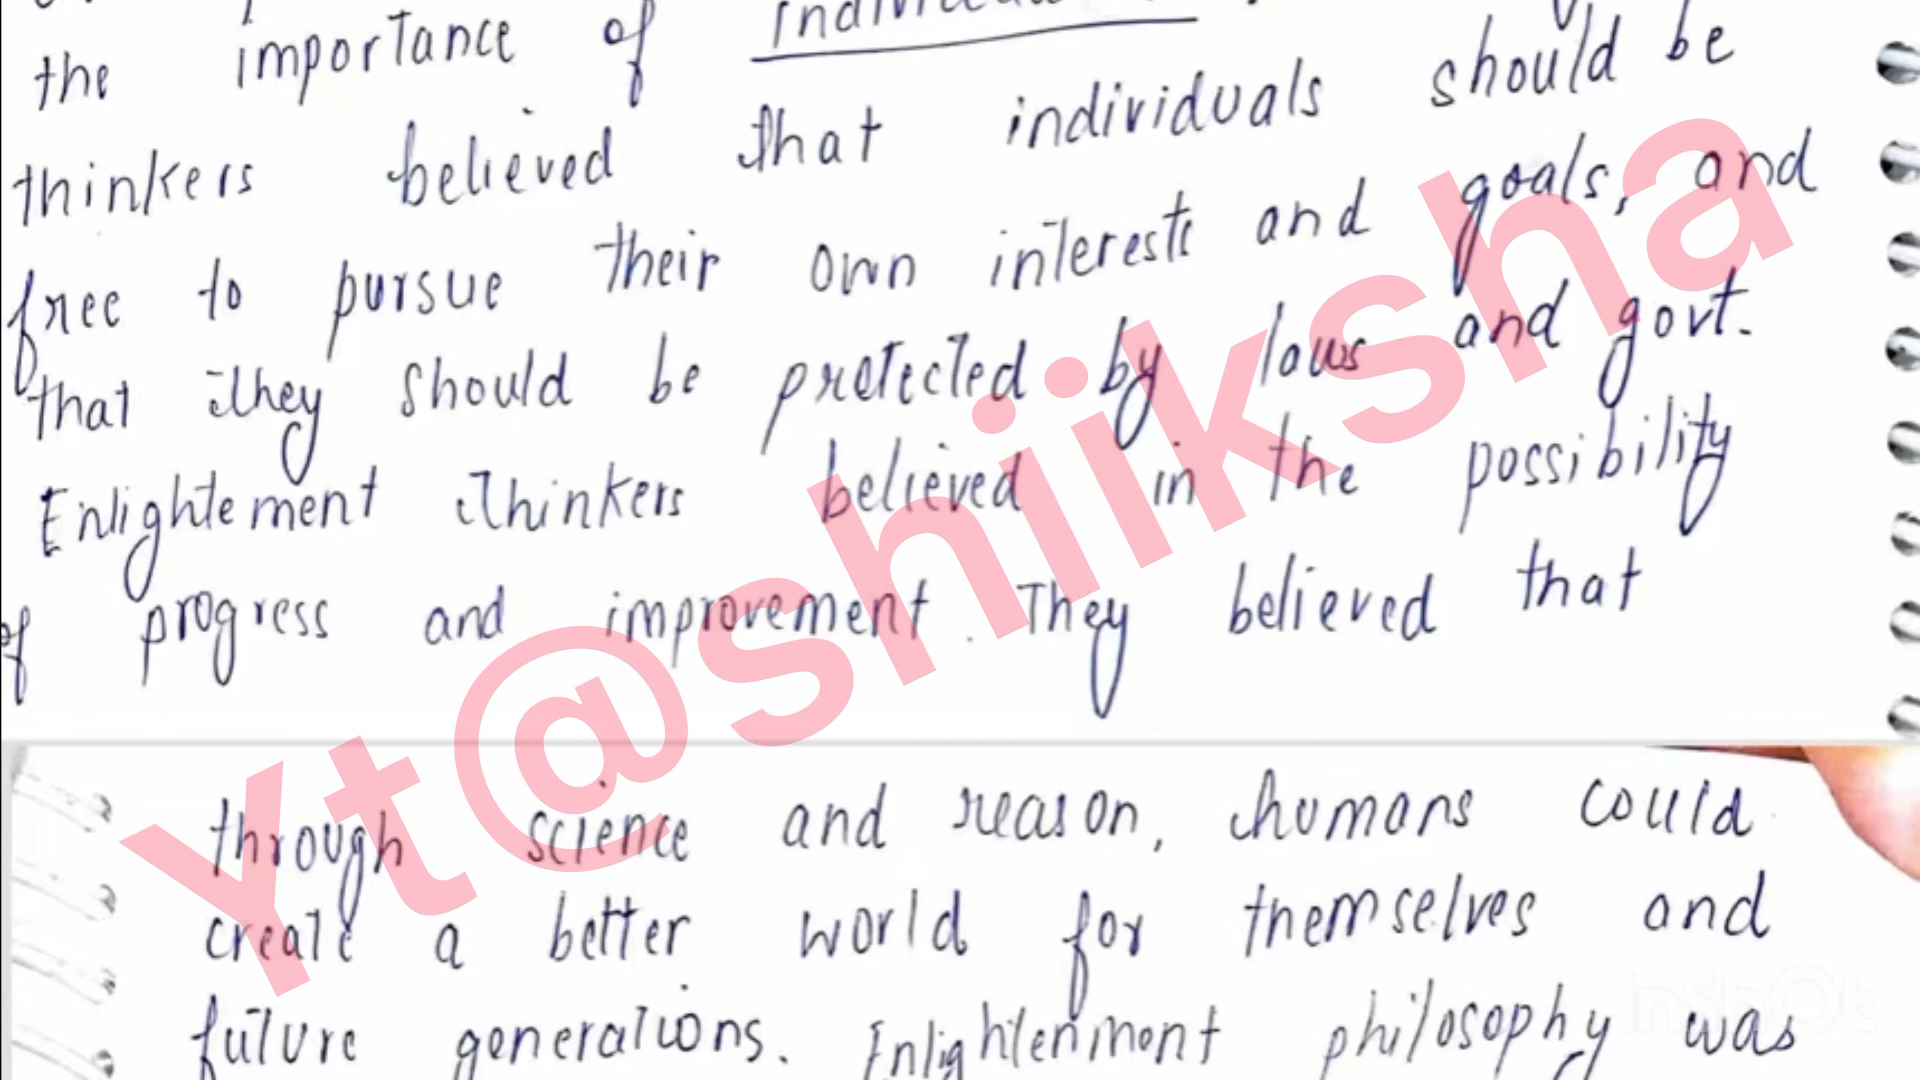 the importance of
thinkers believed that individuals should be
free to pursue their own interests and goals, and
that they should be protected by laws and govt.
Enlightement thinkers believed in the possibility
of progress and improvement. They believed that
through science and reason, humans could
create a better world for themselves and
future generations. Enlightenment philosophy was
Yt@shiiksha
InShOt